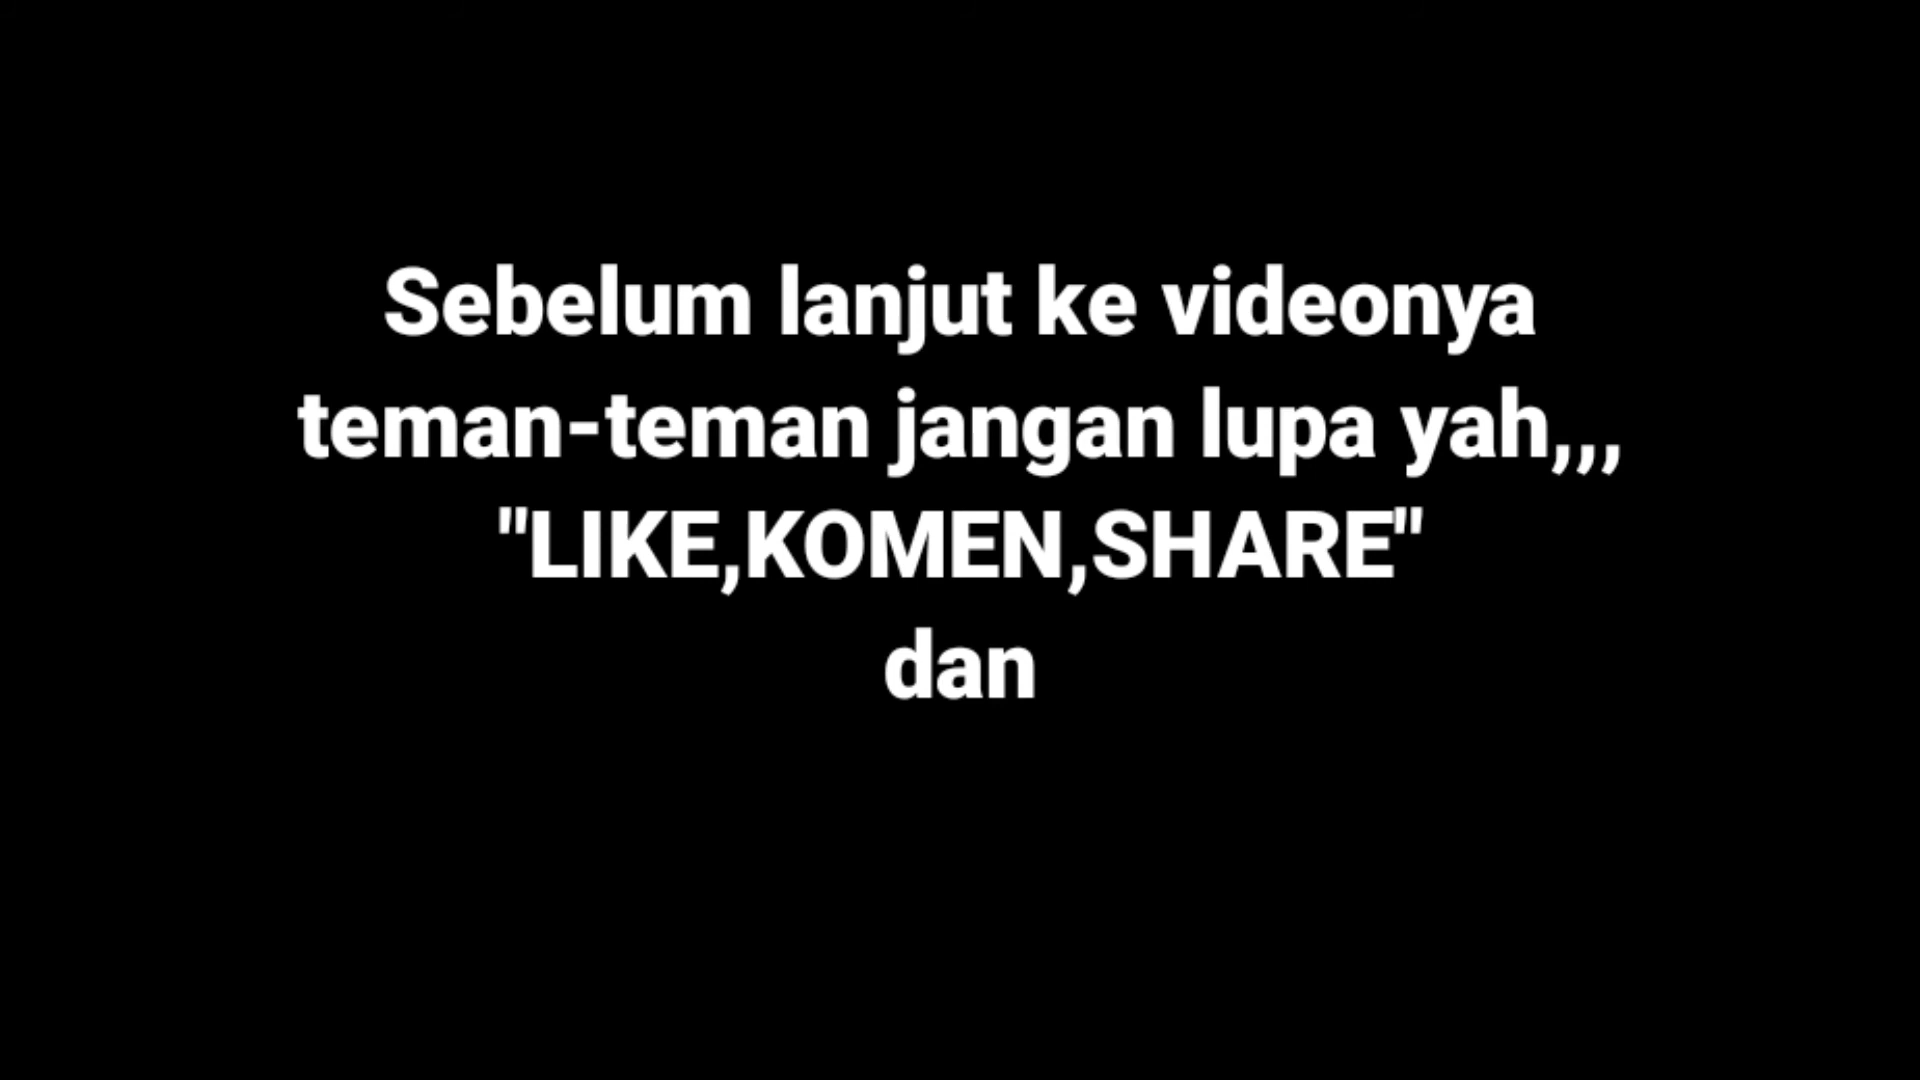 Sebelum lanjut ke videonya
teman-teman jangan lupa yah,,,
"LIKE,KOMEN,SHARE"
dan